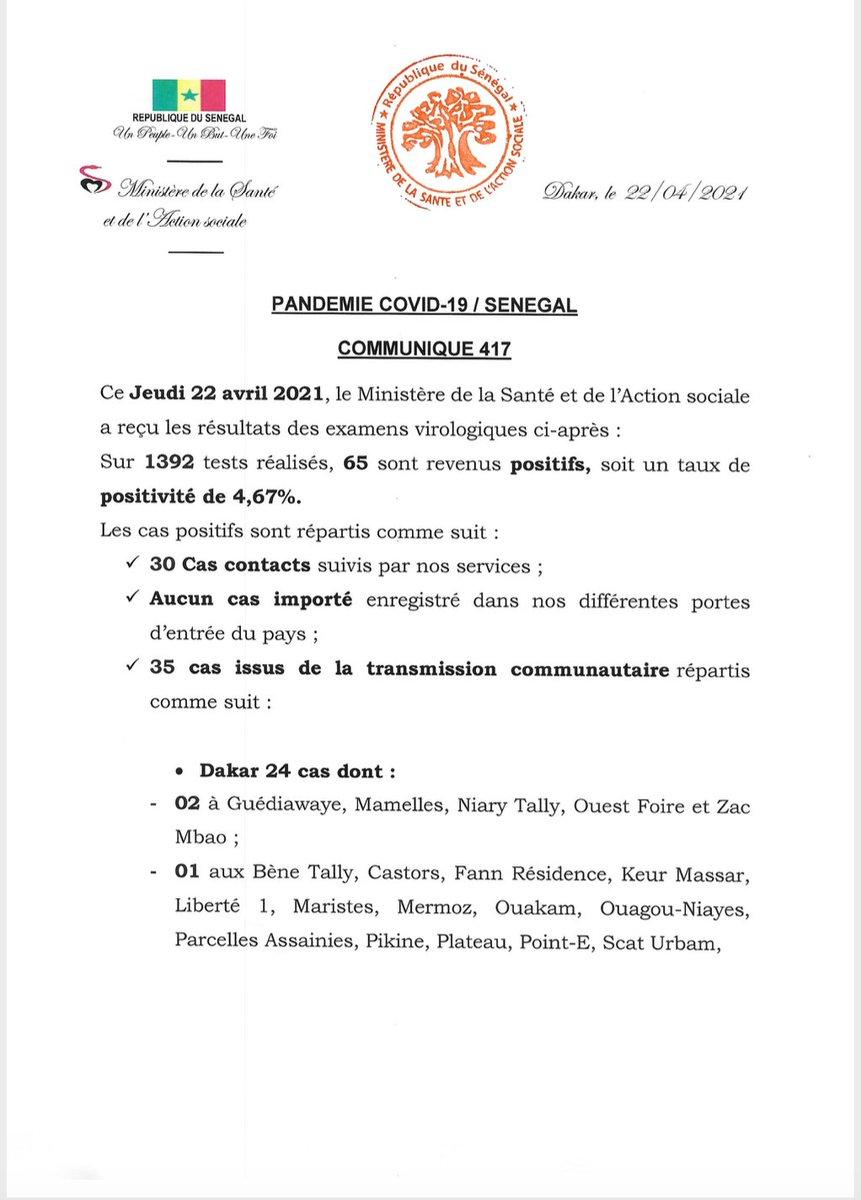 REPUBLIQUE DU SENEGAL
Un Peuple-Un But-Une Foi
Ministère de la Santé
et de l'Action sociale
République du Sénégal
MINISTÈRE DE LA SANTE ET DE L'ACTION SOCIALE
Dakar, le 22/04/2021
PANDEMIE COVID-19 / SENEGAL
COMMUNIQUE 417
Ce Jeudi 22 avril 2021, le Ministère de la Santé et de l'Action sociale
a reçu les résultats des examens virologiques ci-après :
Sur 1392 tests réalisés, 65 sont revenus positifs, soit un taux de
positivité de 4,67%.
Les cas positifs sont répartis comme suit :
✓ 30 Cas contacts suivis par nos services ;
✓ Aucun cas importé enregistré dans nos différentes portes
d'entrée du pays ;
✓ 35 cas issus de la transmission communautaire répartis
comme suit :
• Dakar 24 cas dont :
- 02 à Guédiawaye, Mamelles, Niary Tally, Ouest Foire et Zac
Mbao ;
- 01 aux Bène Tally, Castors, Fann Résidence, Keur Massar,
Liberté 1, Maristes, Mermoz, Ouakam, Ouagou-Niayes,
Parcelles Assainies, Pikine, Plateau, Point-E, Scat Urbam,